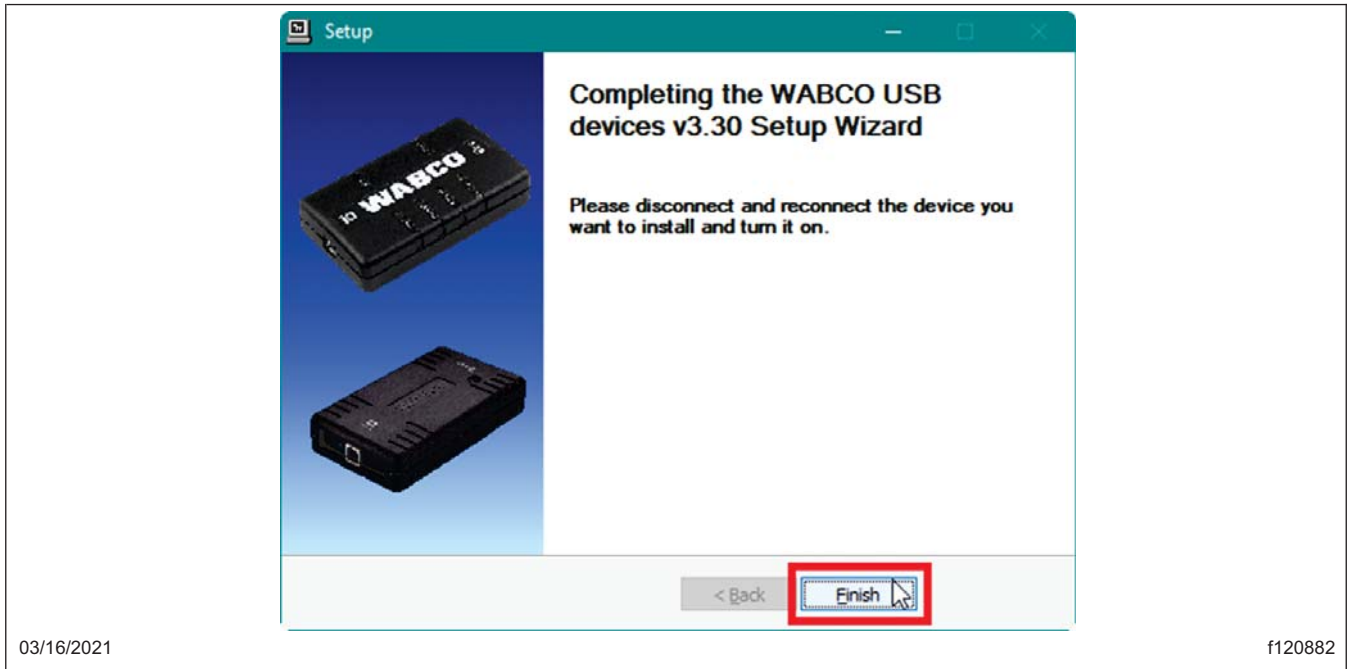 Setup
Completing the WABCO USB
devices v3.30 Setup Wizard
Please disconnect and reconnect the device you
want to install and turn it on.
WABCO
< Back
Finish
03/16/2021
f120882